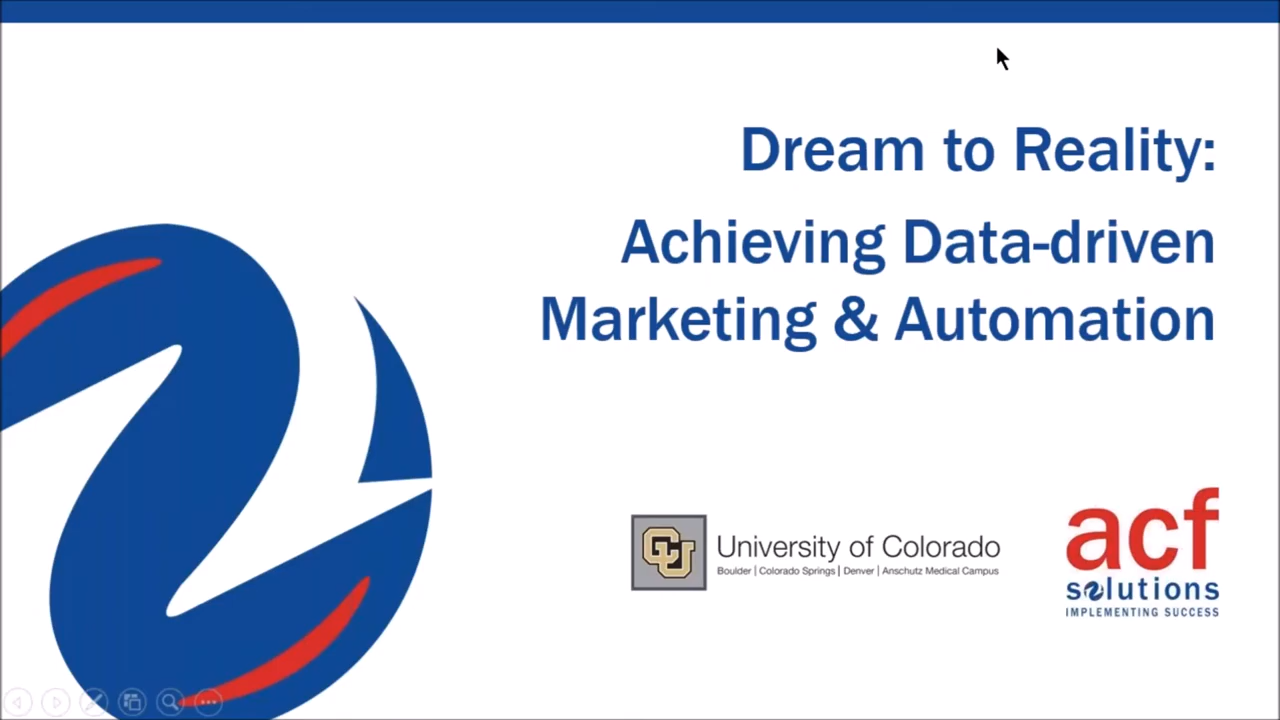 Dream to Reality:
Achieving Data-driven
Marketing & Automation
CU
University of Colorado
Boulder | Colorado Springs | Denver | Anschutz Medical Campus
acf
solutions
IMPLEMENTING SUCCESS